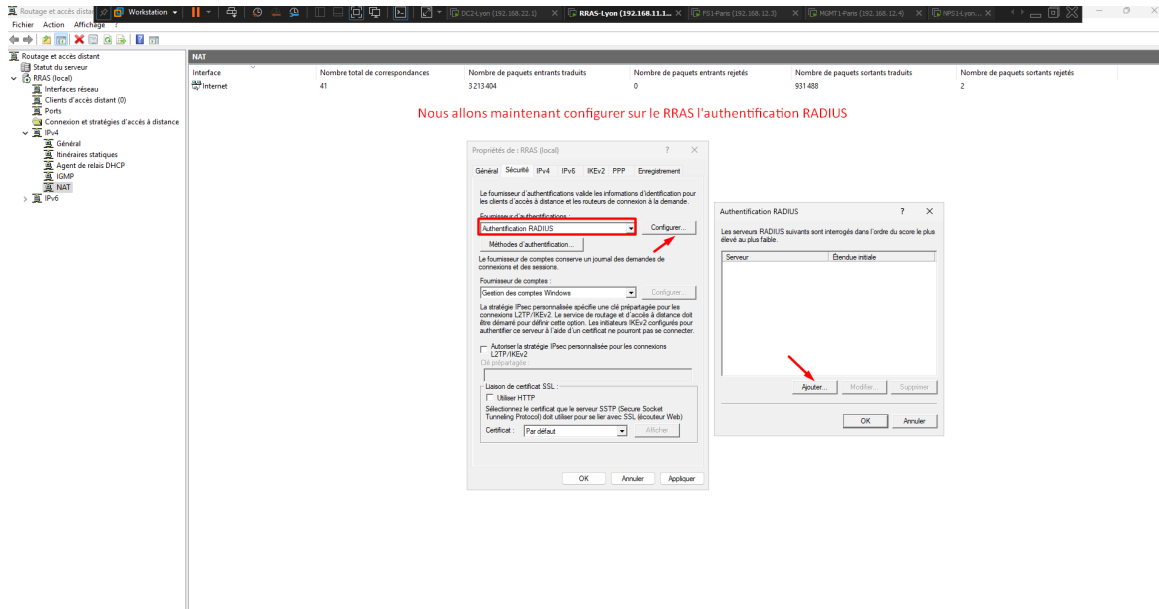 Routage et accès distant
Workstation
DC2-Lyon (192.168.22.1)
RRAS-Lyon (192.168.11.1...
FS1-Paris (192.168.12.3)
MGMT1-Paris (192.168.12.4)
NPS1-Lyon...
Fichier Action Affichage ?
Routage et accès distant
Statut du serveur
RRAS (local)
Interfaces réseau
Clients d'accès distant (0)
Ports
Connexion et stratégies d'accès à distance
IPv4
Général
Itinéraires statiques
Agent de relais DHCP
IGMP
NAT
IPv6
NAT
Interface Nombre total de correspondances Nombre de paquets entrants traduits Nombre de paquets entrants rejetés Nombre de paquets sortants traduits Nombre de paquets sortants rejetés
Internet 41 3 213 404 0 931 488 2
Nous allons maintenant configurer sur le RRAS l'authentification RADIUS
Propriétés de : RRAS (local) ?
Général Sécurité IPv4 IPv6 IKEv2 PPP Enregistrement
Le fournisseur d'authentifications valide les informations d'identification pour
les clients d'accès à distance et les routeurs de connexion à la demande.
Fournisseur d'authentifications :
Authentification RADIUS
Configurer...
Méthodes d'authentification...
Le fournisseur de comptes conserve un journal des demandes de
connexions et des sessions.
Fournisseur de comptes :
Gestion des comptes Windows
Configurer...
La stratégie IPsec personnalisée spécifie une clé prépartagée pour les
connexions L2TP/IKEv2. Le service de routage et d'accès à distance doit
être démarré pour définir cette option. Les initiateurs IKEv2 configurés pour
authentifier ce serveur à l'aide d'un certificat ne pourront pas se connecter.
Autoriser la stratégie IPsec personnalisée pour les connexions
L2TP/IKEv2
Clé prépartagée :
Liaison de certificat SSL :
Utiliser HTTP
Sélectionnez le certificat que le serveur SSTP (Secure Socket
Tunneling Protocol) doit utiliser pour se lier avec SSL (écouteur Web)
Certificat : Par défaut Afficher
OK Annuler Appliquer
Authentification RADIUS ?
Les serveurs RADIUS suivants sont interrogés dans l'ordre du score le plus
élevé au plus faible.
Serveur Étendue initiale
Ajouter... Modifier... Supprimer
OK Annuler